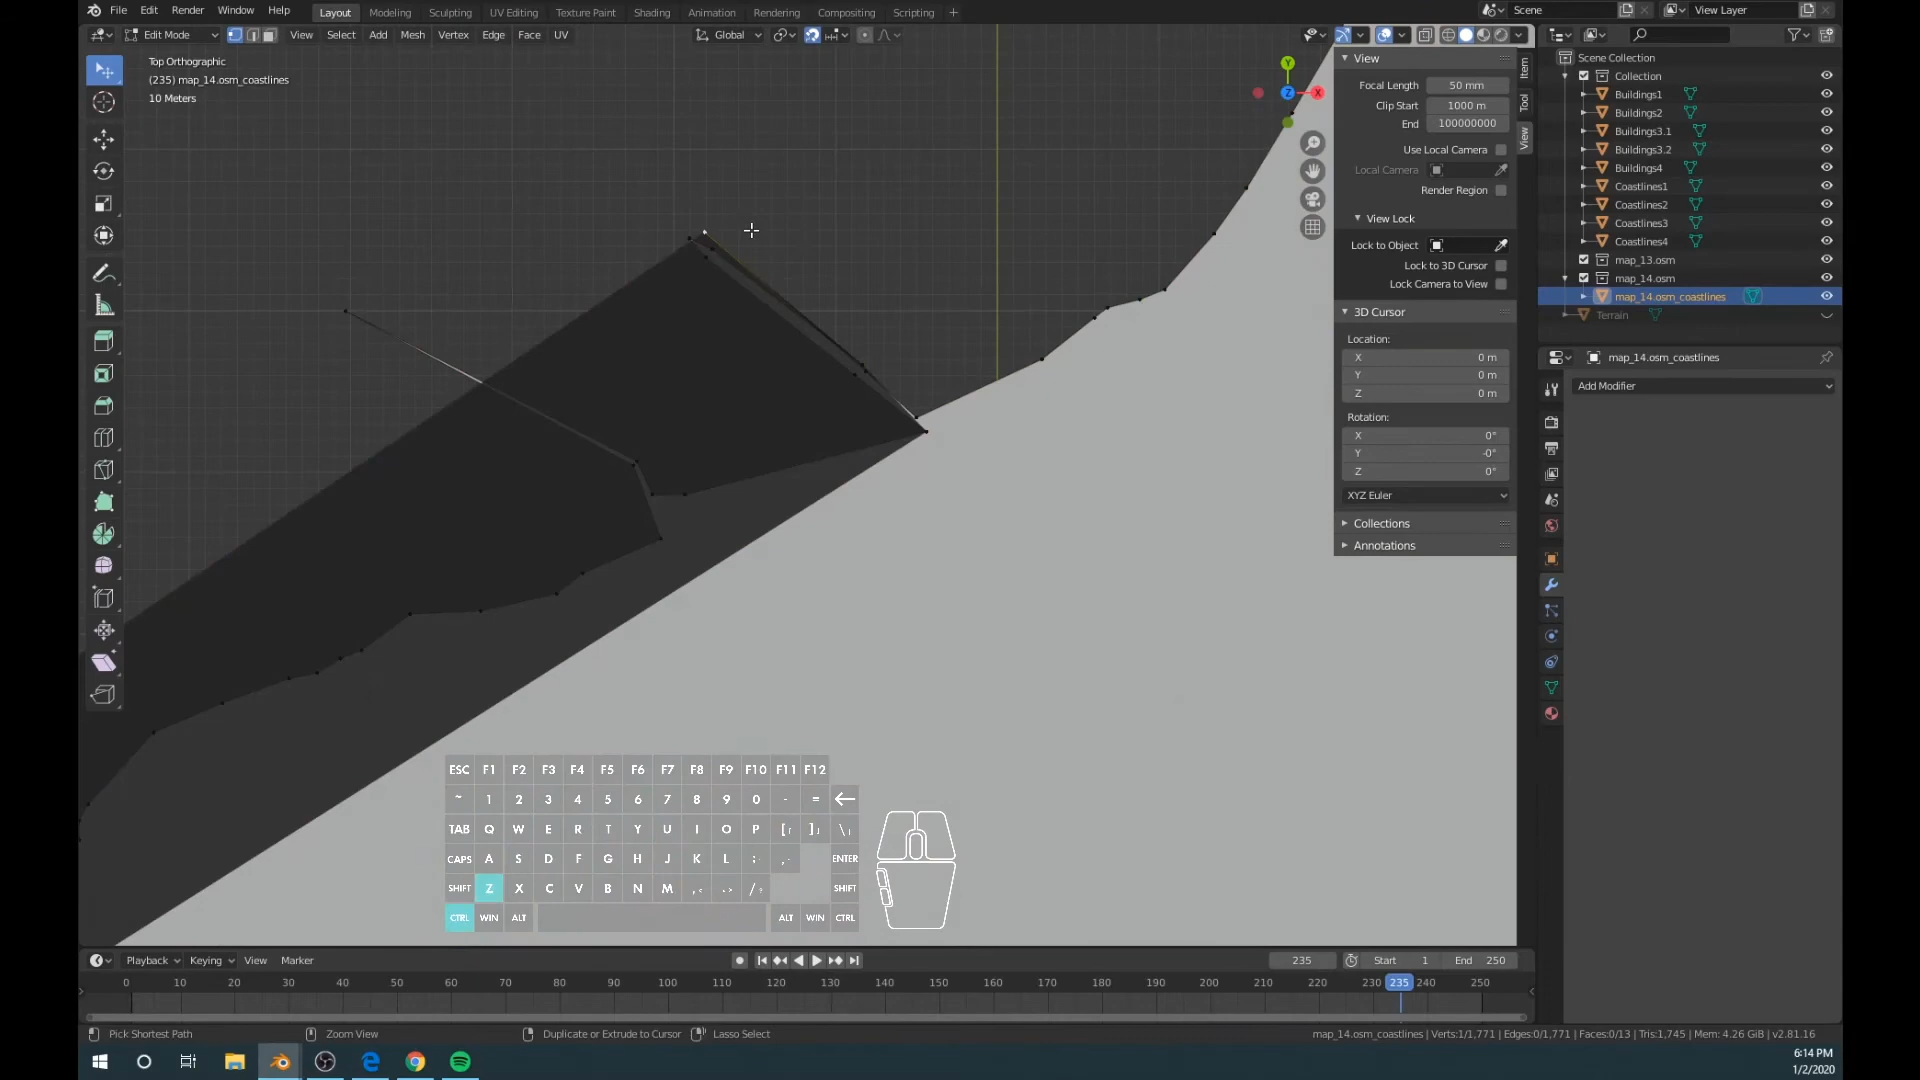 File Edit Render Window Help Layout Modeling Sculpting UV Editing Texture Paint Shading Animation Rendering Compositing Scripting + Scene View Layer
Edit Mode View Select Add Mesh Vertex Edge Face UV Global
Top Orthographic
(235) map_14.osm_coastlines
10 Meters
Y
Z
X
View
Focal Length 50 mm
Clip Start 1000 m
End 100000000
Use Local Camera
Local Camera
Render Region
View Lock
Lock to Object
Lock to 3D Cursor
Lock Camera to View
3D Cursor
Location:
X 0 m
Y 0 m
Z 0 m
Rotation:
X 0°
Y -0°
Z 0°
XYZ Euler
Collections
Annotations
Item
Tool
View
Scene Collection
Collection
Buildings1
Buildings2
Buildings3.1
Buildings3.2
Buildings4
Coastlines1
Coastlines2
Coastlines3
Coastlines4
map_13.osm
map_14.osm
map_14.osm_coastlines
Terrain
map_14.osm_coastlines
Add Modifier
ESC F1 F2 F3 F4 F5 F6 F7 F8 F9 F10 F11 F12
~ 1 2 3 4 5 6 7 8 9 0 - =
TAB Q W E R T Y U I O P
CAPS A S D F G H J K L ENTER
SHIFT Z X C V B N M SHIFT
CTRL WIN ALT ALT WIN CTRL
Playback Keying View Marker 235 Start 1 End 250
0 10 20 30 40 50 60 70 80 90 100 110 120 130 140 150 160 170 180 190 200 210 220 230 235 240 250
Pick Shortest Path Zoom View Duplicate or Extrude to Cursor Lasso Select map_14.osm_coastlines | Verts:1/1,771 | Edges:0/1,771 | Faces:0/13 | Tris:1,745 | Mem: 4.26 GiB | v2.81.16
6:14 PM
1/2/2020